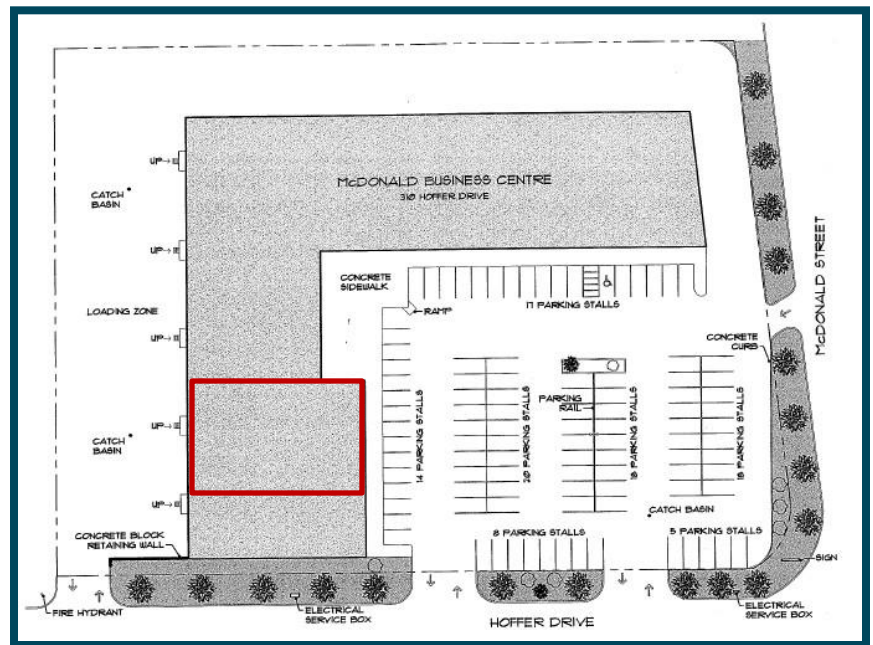 UP→
McDONALD BUSINESS CENTRE
310 HOFFER DRIVE
CATCH
BASIN
UP→
CONCRETE
SIDEWALK
17 PARKING STALLS
RAMP
LOADING ZONE
UP→
McDONALD STREET
CONCRETE
CURB
PARKING
RAIL
14 PARKING STALLS
20 PARKING STALLS
18 PARKING STALLS
18 PARKING STALLS
UP→
CATCH
BASIN
UP→
CATCH BASIN
CONCRETE BLOCK
RETAINING WALL
8 PARKING STALLS
5 PARKING STALLS
SIGN
FIRE HYDRANT
ELECTRICAL
SERVICE BOX
HOFFER DRIVE
ELECTRICAL
SERVICE BOX